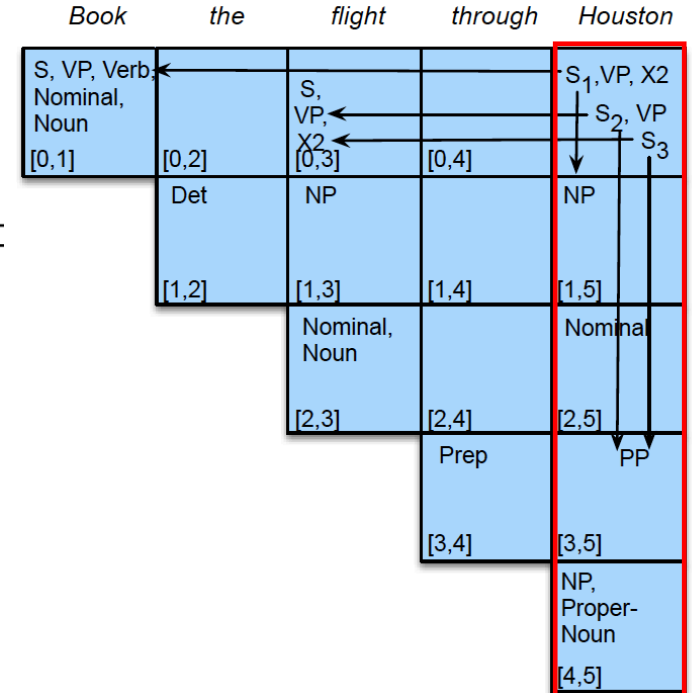 Book the flight through Houston
S, VP, Verb,
Nominal,
Noun
[0,1]
[0,2]
S,
VP,
X2
[0,3]
[0,4]
S1,VP, X2
S2, VP
S3
Det
[1,2]
NP
[1,3]
[1,4]
NP
[1,5]
Nominal,
Noun
[2,3]
[2,4]
Nominal
[2,5]
Prep
[3,4]
PP
[3,5]
NP,
Proper-
Noun
[4,5]